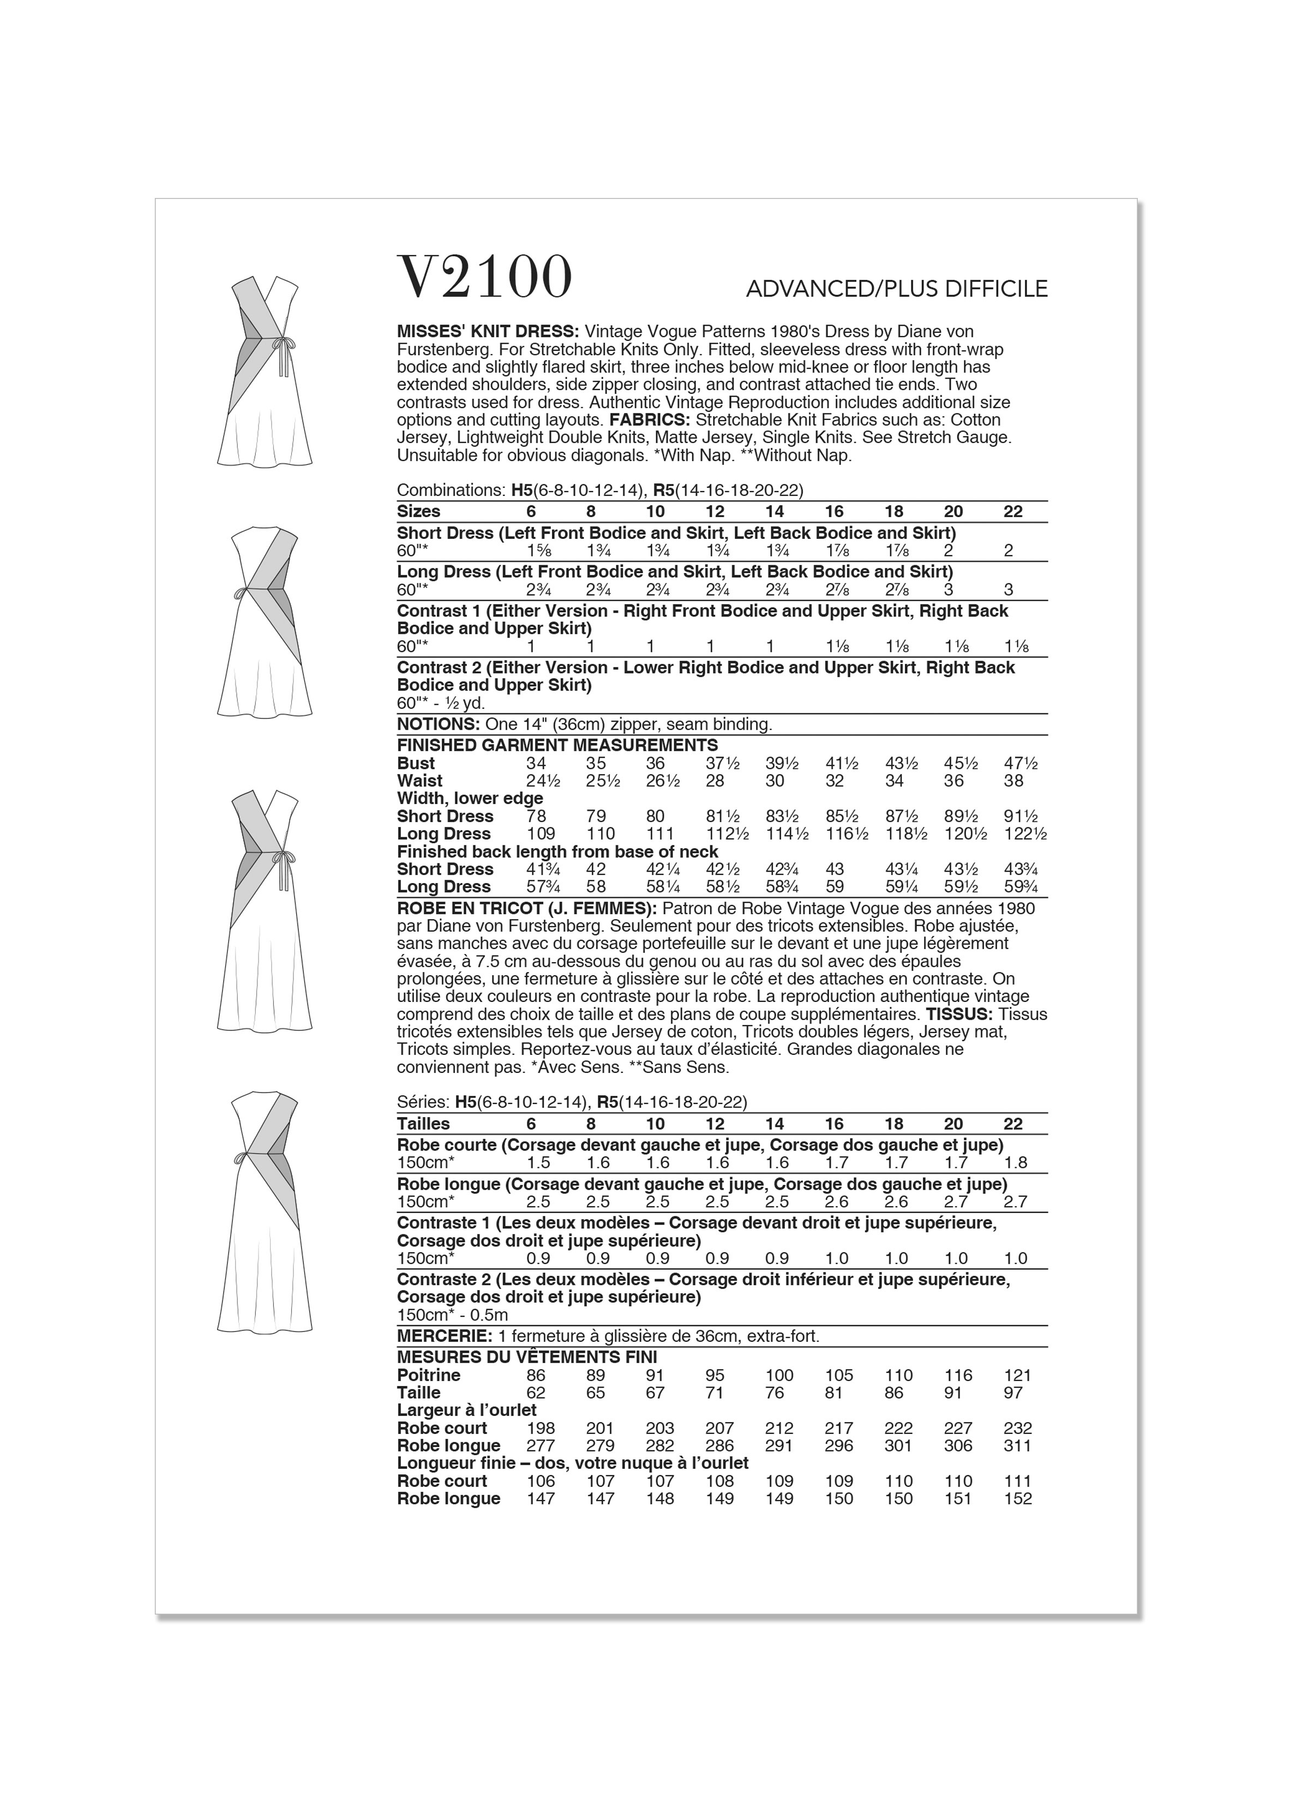 V2100
ADVANCED/PLUS DIFFICILE
MISSES' KNIT DRESS: Vintage Vogue Patterns 1980's Dress by Diane von
Furstenberg. For Stretchable Knits Only. Fitted, sleeveless dress with front-wrap
bodice and slightly flared skirt, three inches below mid-knee or floor length has
extended shoulders, side zipper closing, and contrast attached tie ends. Two
contrasts used for dress. Authentic Vintage Reproduction includes additional size
options and cutting layouts. FABRICS: Stretchable Knit Fabrics such as: Cotton
Jersey, Lightweight Double Knits, Matte Jersey, Single Knits. See Stretch Gauge.
Unsuitable for obvious diagonals. *With Nap. **Without Nap.
Combinations: H5(6-8-10-12-14), R5(14-16-18-20-22)
Sizes 6 8 10 12 14 16 18 20 22
Short Dress (Left Front Bodice and Skirt, Left Back Bodice and Skirt)
60"* 1⅝ 1¾ 1¾ 1¾ 1¾ 1⅞ 1⅞ 2 2
Long Dress (Left Front Bodice and Skirt, Left Back Bodice and Skirt)
60"* 2¾ 2¾ 2¾ 2¾ 2¾ 2⅞ 2⅞ 3 3
Contrast 1 (Either Version - Right Front Bodice and Upper Skirt, Right Back
Bodice and Upper Skirt)
60"* 1 1 1 1 1 1⅛ 1⅛ 1⅛ 1⅛
Contrast 2 (Either Version - Lower Right Bodice and Upper Skirt, Right Back
Bodice and Upper Skirt)
60"* - ½ yd.
NOTIONS: One 14" (36cm) zipper, seam binding.
FINISHED GARMENT MEASUREMENTS
Bust 34 35 36 37½ 39½ 41½ 43½ 45½ 47½
Waist 24½ 25½ 26½ 28 30 32 34 36 38
Width, lower edge
Short Dress 78 79 80 81½ 83½ 85½ 87½ 89½ 91½
Long Dress 109 110 111 112½ 114½ 116½ 118½ 120½ 122½
Finished back length from base of neck
Short Dress 41¾ 42 42¼ 42½ 42¾ 43 43¼ 43½ 43¾
Long Dress 57¾ 58 58¼ 58½ 58¾ 59 59¼ 59½ 59¾
ROBE EN TRICOT (J. FEMMES): Patron de Robe Vintage Vogue des années 1980
par Diane von Furstenberg. Seulement pour des tricots extensibles. Robe ajustée,
sans manches avec du corsage portefeuille sur le devant et une jupe légèrement
évasée, à 7.5 cm au-dessous du genou ou au ras du sol avec des épaules
prolongées, une fermeture à glissière sur le côté et des attaches en contraste. On
utilise deux couleurs en contraste pour la robe. La reproduction authentique vintage
comprend des choix de taille et des plans de coupe supplémentaires. TISSUS: Tissus
tricotés extensibles tels que Jersey de coton, Tricots doubles légers, Jersey mat,
Tricots simples. Reportez-vous au taux d'élasticité. Grandes diagonales ne
conviennent pas. *Avec Sens. **Sans Sens.
Séries: H5(6-8-10-12-14), R5(14-16-18-20-22)
Tailles 6 8 10 12 14 16 18 20 22
Robe courte (Corsage devant gauche et jupe, Corsage dos gauche et jupe)
150cm* 1.5 1.6 1.6 1.6 1.6 1.7 1.7 1.7 1.8
Robe longue (Corsage devant gauche et jupe, Corsage dos gauche et jupe)
150cm* 2.5 2.5 2.5 2.5 2.5 2.6 2.6 2.7 2.7
Contraste 1 (Les deux modèles – Corsage devant droit et jupe supérieure,
Corsage dos droit et jupe supérieure)
150cm* 0.9 0.9 0.9 0.9 0.9 1.0 1.0 1.0 1.0
Contraste 2 (Les deux modèles – Corsage droit inférieur et jupe supérieure,
Corsage dos droit et jupe supérieure)
150cm* - 0.5m
MERCERIE: 1 fermeture à glissière de 36cm, extra-fort.
MESURES DU VÊTEMENTS FINI
Poitrine 86 89 91 95 100 105 110 116 121
Taille 62 65 67 71 76 81 86 91 97
Largeur à l'ourlet
Robe court 198 201 203 207 212 217 222 227 232
Robe longue 277 279 282 286 291 296 301 306 311
Longueur finie – dos, votre nuque à l'ourlet
Robe court 106 107 107 108 109 109 110 110 111
Robe longue 147 147 148 149 149 150 150 151 152